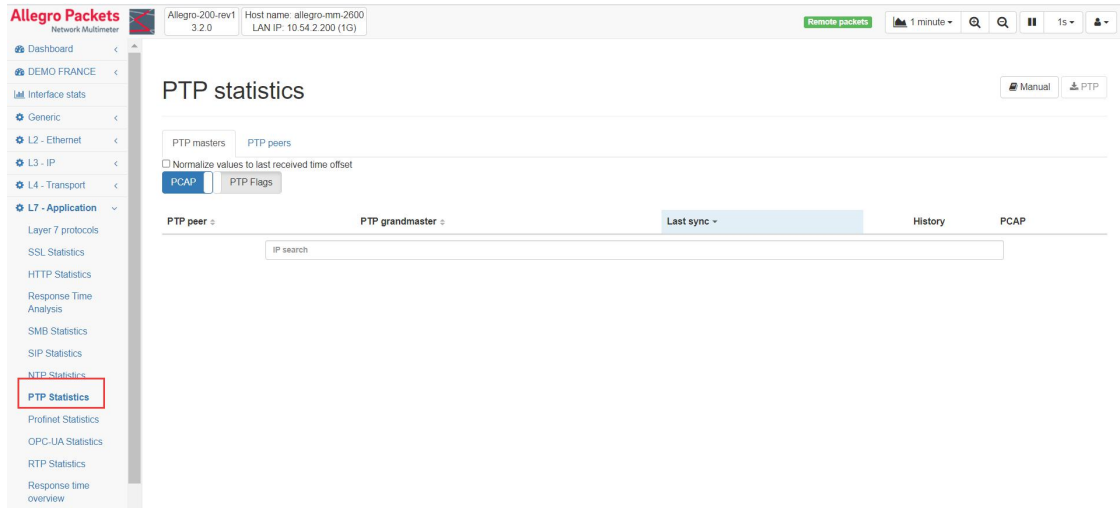 Allegro Packets
Network Multimeter
Allegro-200-rev1
3.2.0
Host name: allegro-mm-2600
LAN IP: 10.54.2.200 (1G)
Remote packets
1 minute
1s
Dashboard
DEMO FRANCE
Interface stats
Generic
L2 - Ethernet
L3 - IP
L4 - Transport
L7 - Application
Layer 7 protocols
SSL Statistics
HTTP Statistics
Response Time
Analysis
SMB Statistics
SIP Statistics
NTP Statistics
PTP Statistics
Profinet Statistics
OPC-UA Statistics
RTP Statistics
Response time
overview
PTP statistics
Manual
PTP
PTP masters
PTP peers
Normalize values to last received time offset
PCAP
PTP Flags
PTP peer
PTP grandmaster
Last sync
History
PCAP
IP search